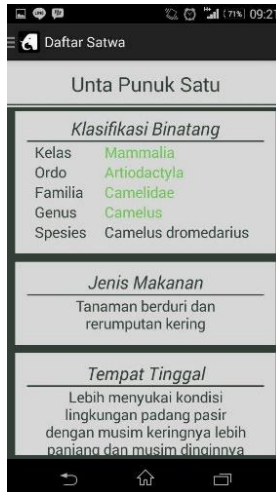 (71%) 09:2
Daftar Satwa
Unta Punuk Satu
Klasifikasi Binatang
Kelas Mammalia
Ordo Artiodactyla
Familia Camelidae
Genus Camelus
Spesies Camelus dromedarius
Jenis Makanan
Tanaman berduri dan
rerumputan kering
Tempat Tinggal
Lebih menyukai kondisi
lingkungan padang pasir
dengan musim keringnya lebih
panjang dan musim dinginnya